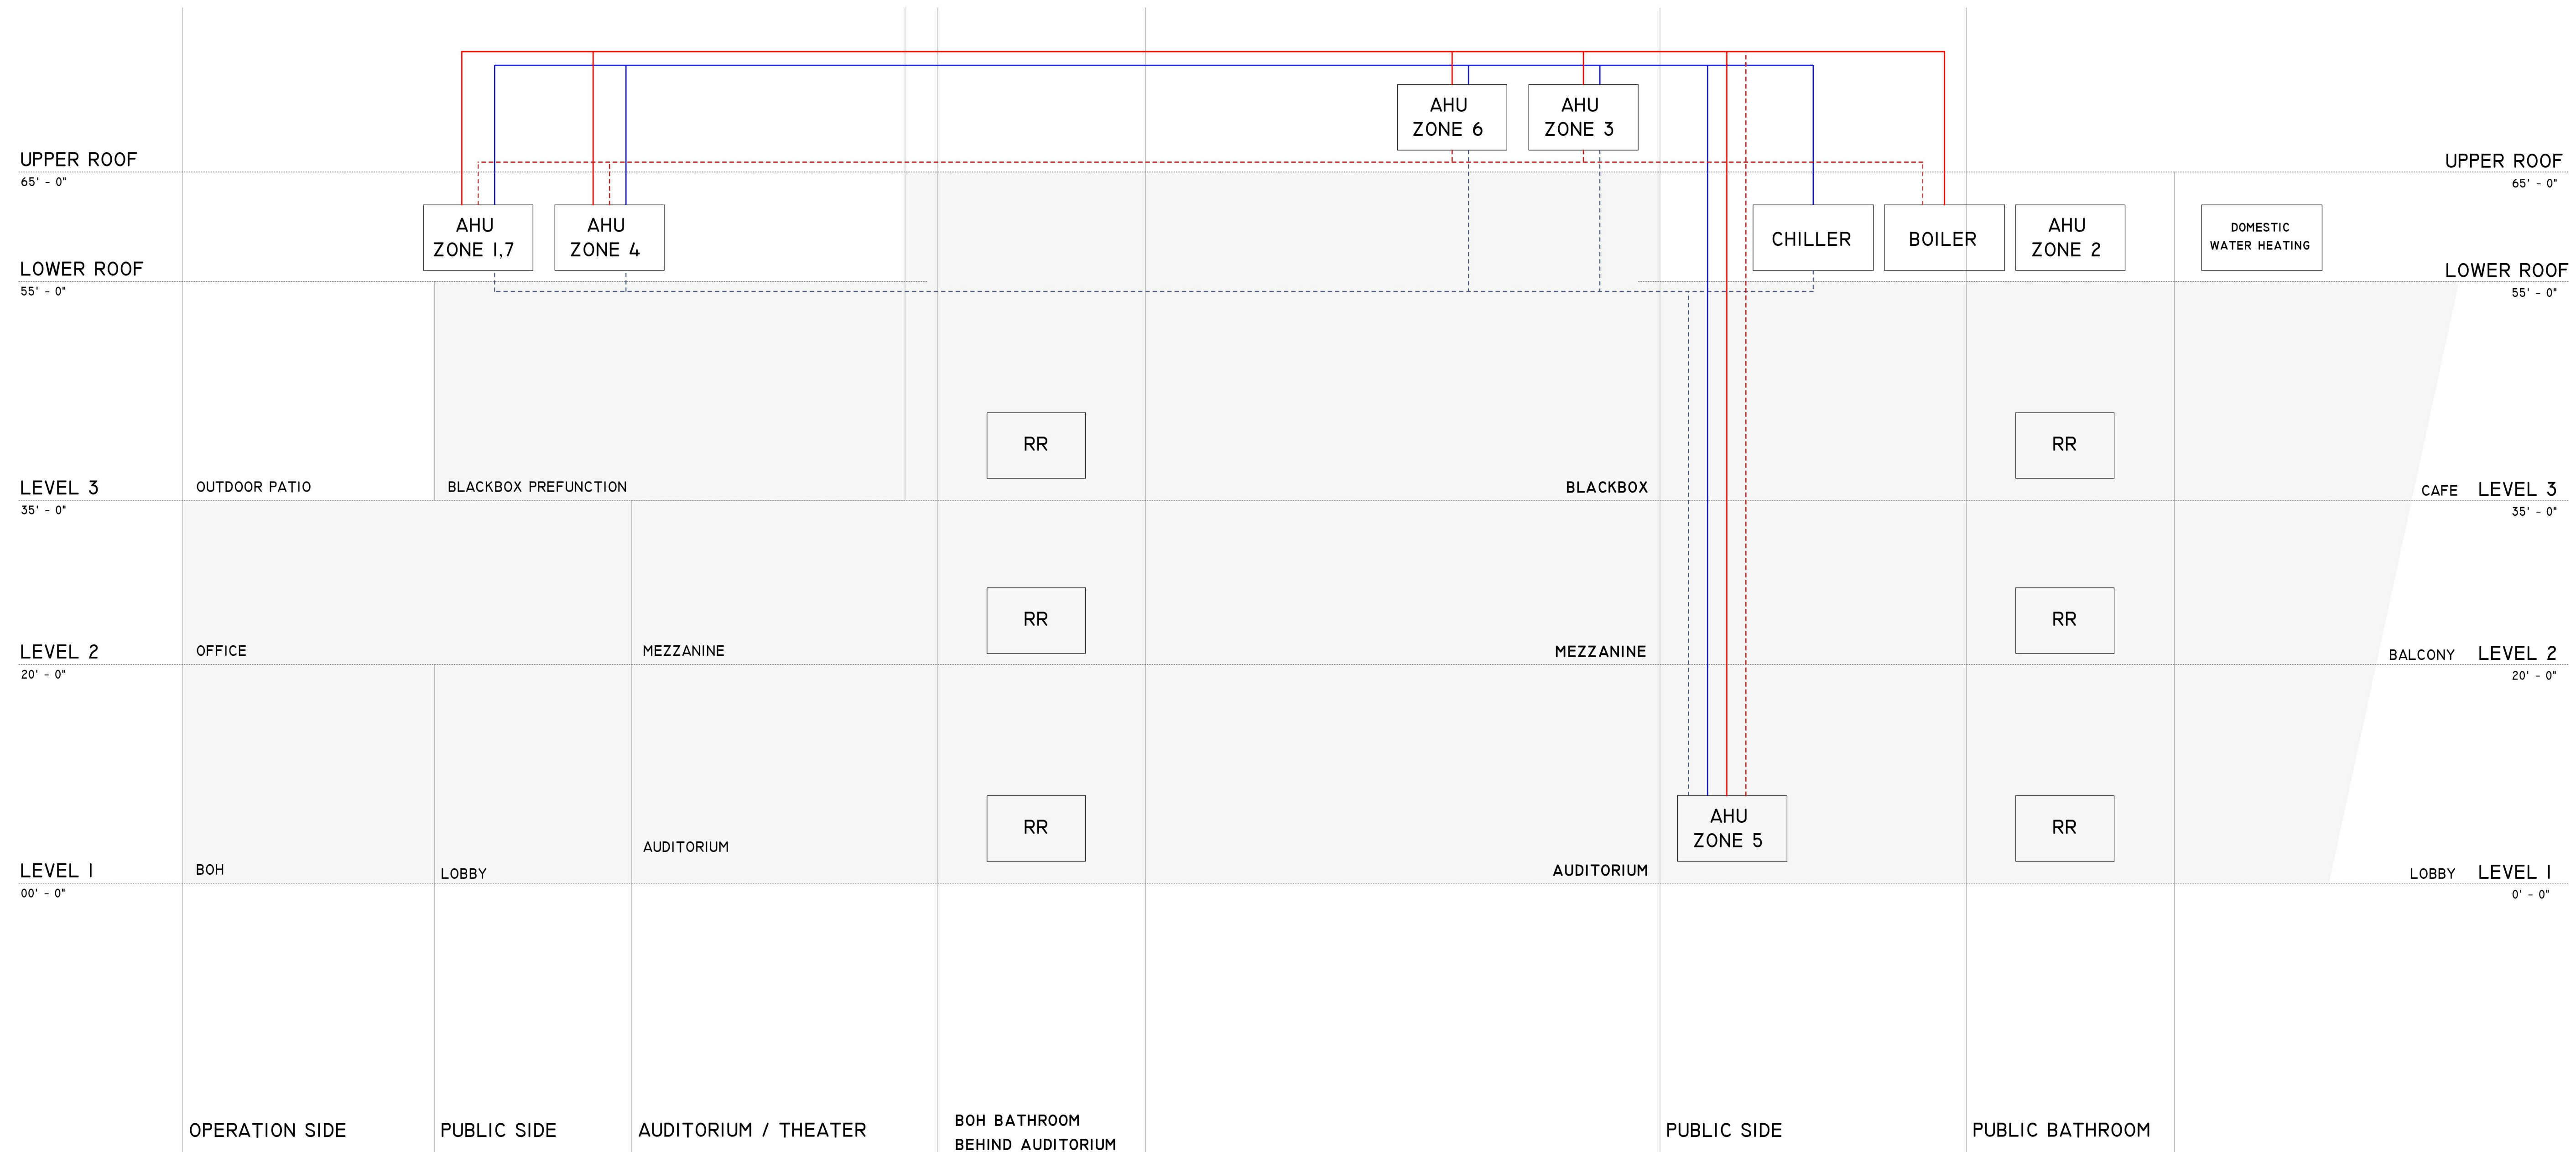 AHU
ZONE 6
AHU
ZONE 3
UPPER ROOF
65' - 0"
UPPER ROOF
65' - 0"
AHU
ZONE 1,7
AHU
ZONE 4
CHILLER
BOILER
AHU
ZONE 2
DOMESTIC
WATER HEATING
LOWER ROOF
55' - 0"
LOWER ROOF
55' - 0"
RR
RR
LEVEL 3
35' - 0"
OUTDOOR PATIO
BLACKBOX PREFUNCTION
BLACKBOX
CAFE
LEVEL 3
35' - 0"
RR
RR
LEVEL 2
20' - 0"
OFFICE
MEZZANINE
MEZZANINE
BALCONY
LEVEL 2
20' - 0"
RR
AHU
ZONE 5
RR
AUDITORIUM
LEVEL 1
00' - 0"
BOH
LOBBY
AUDITORIUM
LOBBY
LEVEL 1
0' - 0"
OPERATION SIDE
PUBLIC SIDE
AUDITORIUM / THEATER
BOH BATHROOM
BEHIND AUDITORIUM
PUBLIC SIDE
PUBLIC BATHROOM